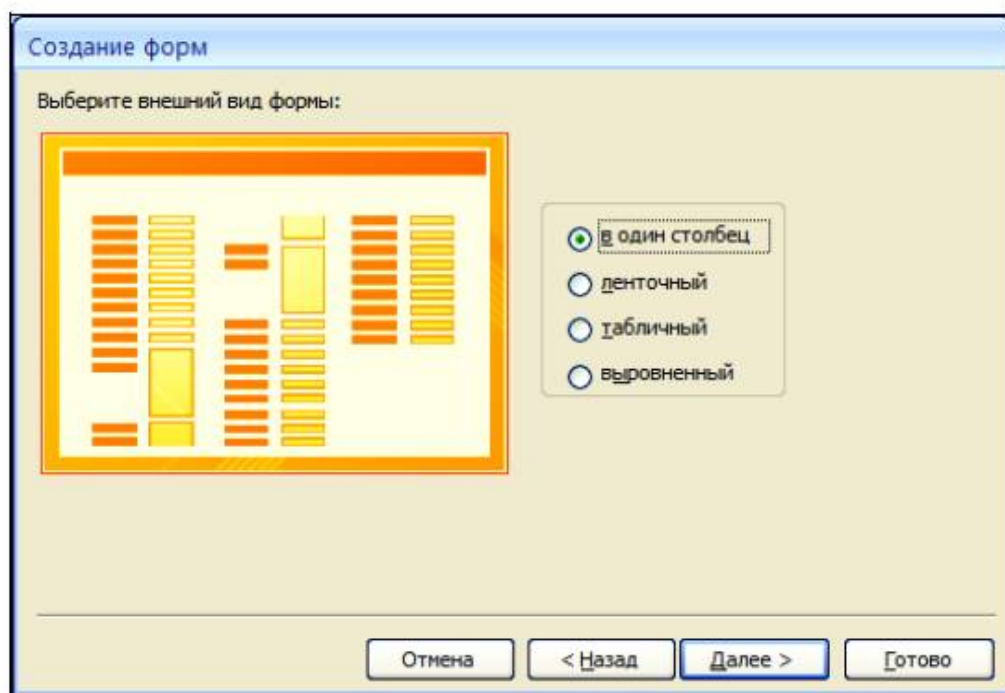 Создание форм
Выберите внешний вид формы:
в один столбец
ленточный
табличный
выровненный
Отмена
< Назад
Далее >
Готово